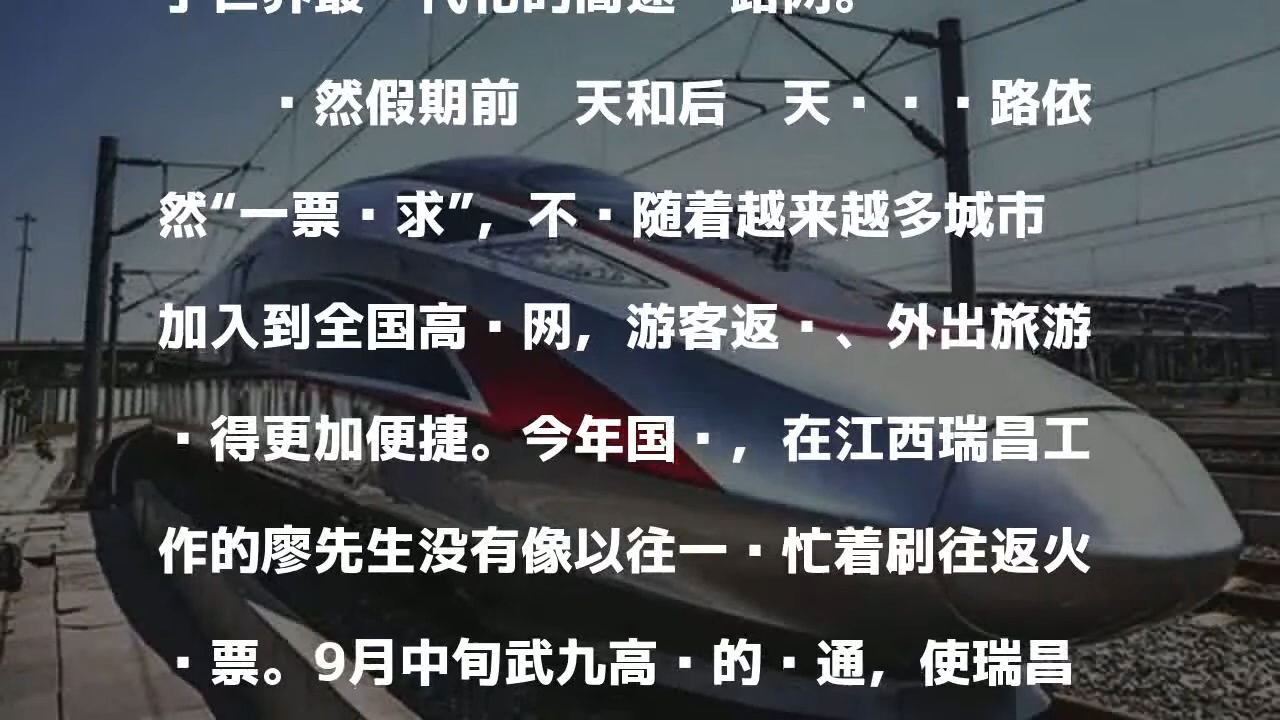 ・然假期前　天和后　天・・・路依
然“一票・求”，不・随着越来越多城市
加入到全国高・网，游客返・、外出旅游
・得更加便捷。今年国・，在江西瑞昌工
作的廖先生没有像以往一・忙着刷往返火
・票。9月中旬武九高・的・通，使瑞昌